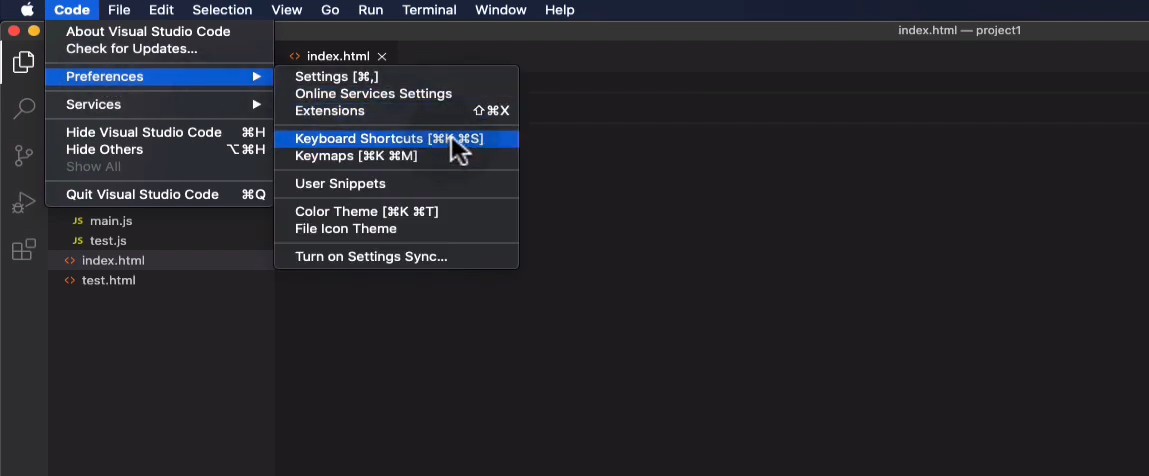 Code File Edit Selection View Go Run Terminal Window Help
index.html — project1
About Visual Studio Code
Check for Updates...
Preferences ▶
Services ▶
Hide Visual Studio Code ⌘H
Hide Others ⌥⌘H
Show All
Quit Visual Studio Code ⌘Q
<> index.html ×
Settings [⌘,]
Online Services Settings
Extensions ⇧⌘X
Keyboard Shortcuts [⌘K ⌘S]
Keymaps [⌘K ⌘M]
User Snippets
Color Theme [⌘K ⌘T]
File Icon Theme
Turn on Settings Sync...
JS main.js
JS test.js
<> index.html
<> test.html